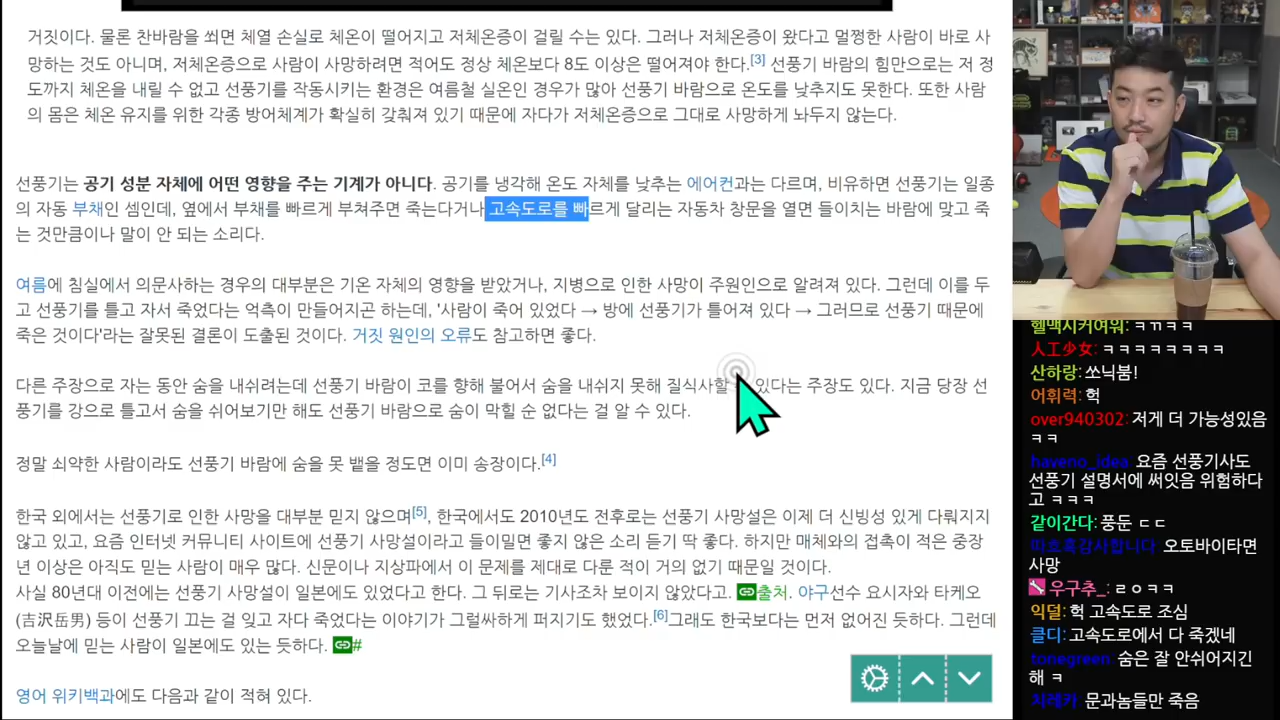 거짓이다. 물론 찬바람을 쐬면 체열 손실로 체온이 떨어지고 저체온증이 걸릴 수는 있다. 그러나 저체온증이 왔다고 멀쩡한 사람이 바로 사
망하는 것도 아니며, 저체온증으로 사람이 사망하려면 적어도 정상 체온보다 8도 이상은 떨어져야 한다.[3] 선풍기 바람의 힘만으로는 저 정
도까지 체온을 내릴 수 없고 선풍기를 작동시키는 환경은 여름철 실온인 경우가 많아 선풍기 바람으로 온도를 낮추지도 못한다. 또한 사람
의 몸은 체온 유지를 위한 각종 방어체계가 확실히 갖춰져 있기 때문에 자다가 저체온증으로 그대로 사망하게 놔두지 않는다.
선풍기는 공기 성분 자체에 어떤 영향을 주는 기계가 아니다. 공기를 냉각해 온도 자체를 낮추는 에어컨과는 다르며, 비유하면 선풍기는 일종
의 자동 부채인 셈인데, 옆에서 부채를 빠르게 부쳐주면 죽는다거나 고속도로를 빠르게 달리는 자동차 창문을 열면 들이치는 바람에 맞고 죽
는 것만큼이나 말이 안 되는 소리다.
여름에 침실에서 의문사하는 경우의 대부분은 기온 자체의 영향을 받았거나, 지병으로 인한 사망이 주원인으로 알려져 있다. 그런데 이를 두
고 선풍기를 틀고 자서 죽었다는 억측이 만들어지곤 하는데, '사람이 죽어 있었다 → 방에 선풍기가 틀어져 있다 → 그러므로 선풍기 때문에
죽은 것이다'라는 잘못된 결론이 도출된 것이다. 거짓 원인의 오류도 참고하면 좋다.
다른 주장으로 자는 동안 숨을 내쉬려는데 선풍기 바람이 코를 향해 불어서 숨을 내쉬지 못해 질식사할 있다는 주장도 있다. 지금 당장 선
풍기를 강으로 틀고서 숨을 쉬어보기만 해도 선풍기 바람으로 숨이 막힐 순 없다는 걸 알 수 있다.
정말 쇠약한 사람이라도 선풍기 바람에 숨을 못 뱉을 정도면 이미 송장이다.[4]
한국 외에서는 선풍기로 인한 사망을 대부분 믿지 않으며[5], 한국에서도 2010년도 전후로는 선풍기 사망설은 이제 더 신빙성 있게 다뤄지지
않고 있고, 요즘 인터넷 커뮤니티 사이트에 선풍기 사망설이라고 들이밀면 좋지 않은 소리 듣기 딱 좋다. 하지만 매체와의 접촉이 적은 중장
년 이상은 아직도 믿는 사람이 매우 많다. 신문이나 지상파에서 이 문제를 제대로 다룬 적이 거의 없기 때문일 것이다.
사실 80년대 이전에는 선풍기 사망설이 일본에도 있었다고 한다. 그 뒤로는 기사조차 보이지 않았다고. 출처. 야구선수 요시자와 타케오
(吉沢岳男) 등이 선풍기 끄는 걸 잊고 자다 죽었다는 이야기가 그럴싸하게 퍼지기도 했었다.[6]그래도 한국보다는 먼저 없어진 듯하다. 그런데
오늘날에 믿는 사람이 일본에도 있는 듯하다. #
영어 위키백과에도 다음과 같이 적혀 있다.
헬맥시커여워: ㅋㄲㅋㅋ
人工少女: ㅋㅋㅋㅋㅋㅋㅋㅋ
산하랑: 쏘닉붐!
어휘력: 헉
over940302: 저게 더 가능성있음
ㅋㅋ
haveno_idea: 요즘 선풍기사도
선풍기 설명서에 써잇음 위험하다
고 ㅋㅋㅋ
같이간다: 풍둔 ㄷㄷ
오토바이타면
사망
우구추_: ㄹㅇㅋㅋ
익덜: 헉 고속도로 조심
클디: 고속도로에서 다 죽겠네
tonegreen: 숨은 잘 안쉬어지긴
해 ㅋ
치레카: 문과놈들만 죽음